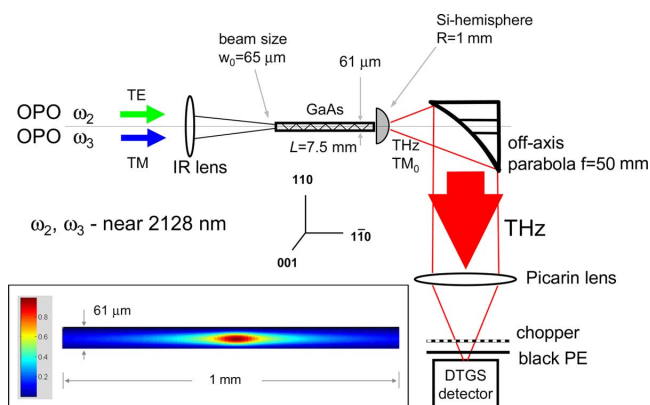 Si-hemisphere
R=1 mm
beam size
w₀=65 µm
61 µm
GaAs
TE
OPO ω₂
OPO ω₃
TM
IR lens
L=7.5 mm
THz
TM₀
off-axis
parabola f=50 mm
110
11̅0
001
ω₂, ω₃ - near 2128 nm
THz
Picarin lens
chopper
black PE
DTGS
detector
61 µm
0.8
0.6
0.4
0.2
1 mm